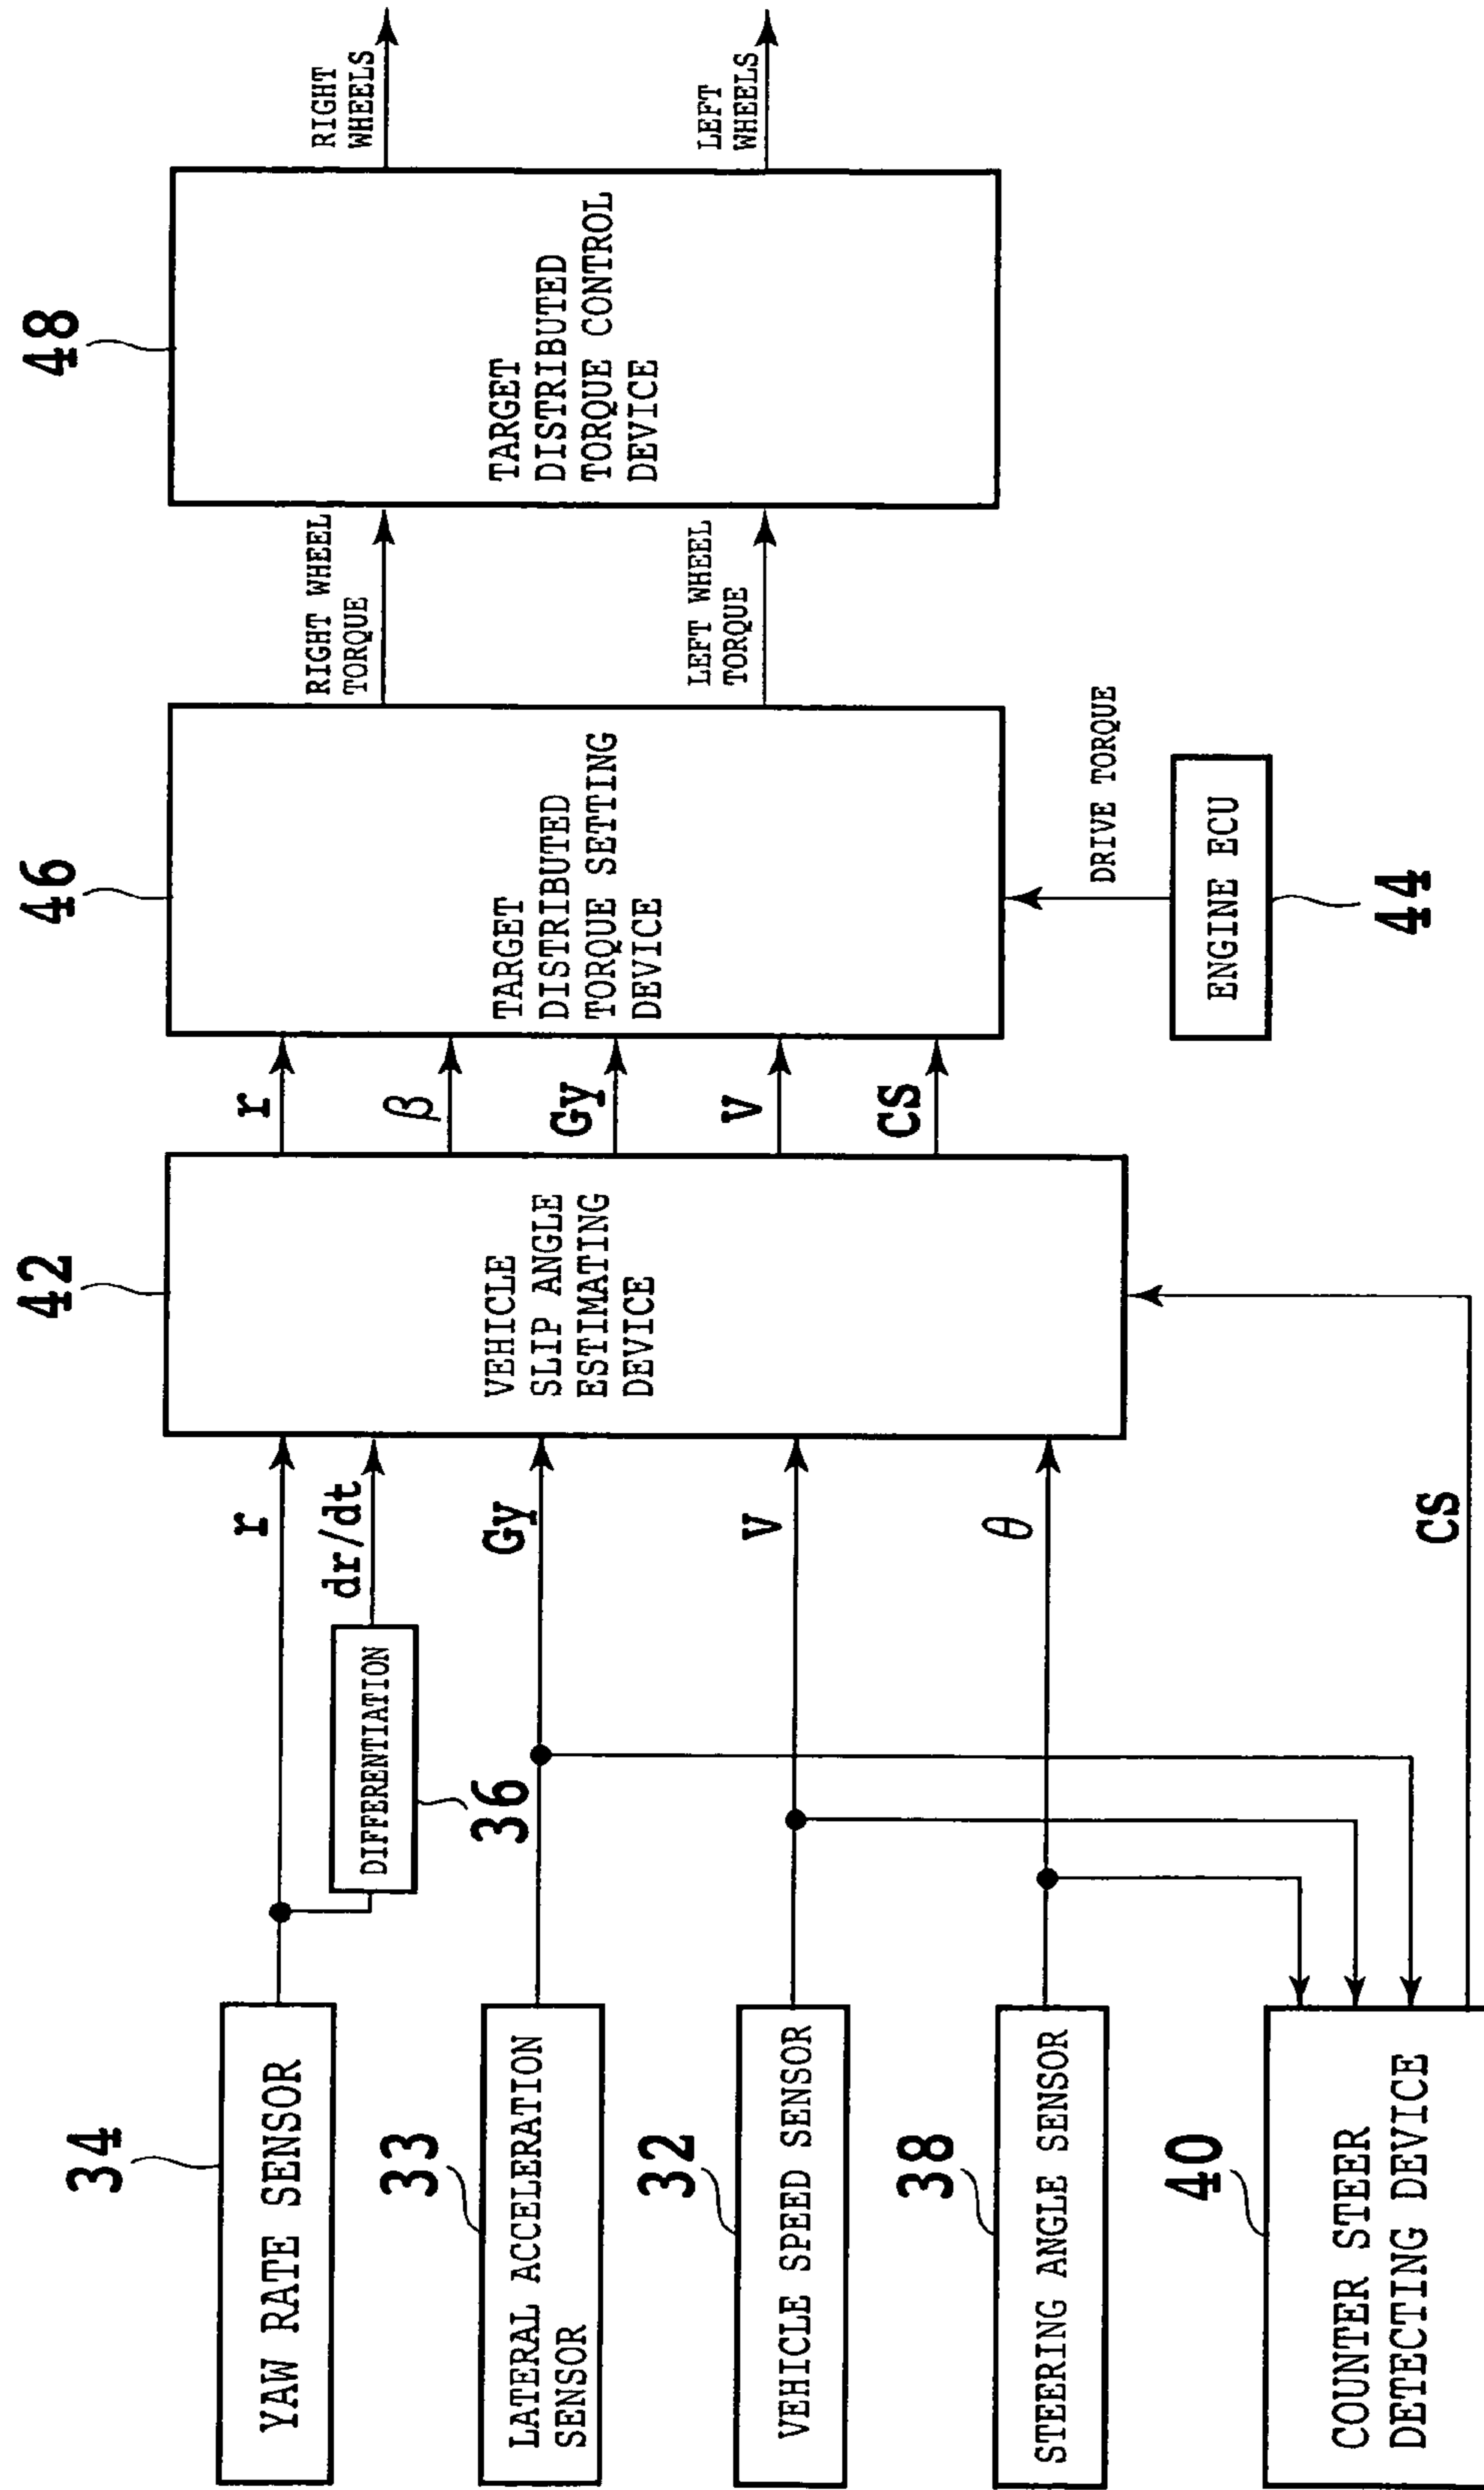 34
YAW RATE SENSOR
33
LATERAL ACCELERATION
SENSOR
32
VEHICLE SPEED SENSOR
38
STEERING ANGLE SENSOR
40
COUNTER STEER
DETECTING DEVICE
DIFFERENTIATION
36
r
dr/dt
Gy
V
θ
CS
42
VEHICLE
SLIP ANGLE
ESTIMATING
DEVICE
r
β
Gy
V
CS
46
TARGET
DISTRIBUTED
TORQUE SETTING
DEVICE
DRIVE TORQUE
ENGINE ECU
44
RIGHT WHEEL
TORQUE
LEFT WHEEL
TORQUE
48
TARGET
DISTRIBUTED
TORQUE CONTROL
DEVICE
RIGHT
WHEELS
LEFT
WHEELS